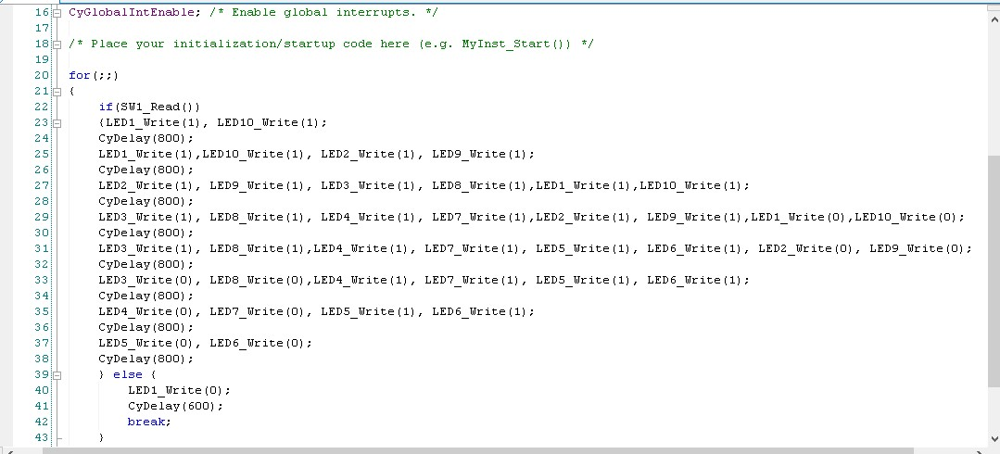 16 CyGlobalIntEnable; /* Enable global interrupts. */
17
18 /* Place your initialization/startup code here (e.g. MyInst_Start()) */
19
20 for(;;)
21 {
22 if(SW1_Read())
23 {LED1_Write(1), LED10_Write(1);
24 CyDelay(800);
25 LED1_Write(1),LED10_Write(1), LED2_Write(1), LED9_Write(1);
26 CyDelay(800);
27 LED2_Write(1), LED9_Write(1), LED3_Write(1), LED8_Write(1),LED1_Write(1),LED10_Write(1);
28 CyDelay(800);
29 LED3_Write(1), LED8_Write(1), LED4_Write(1), LED7_Write(1),LED2_Write(1), LED9_Write(1),LED1_Write(0),LED10_Write(0);
30 CyDelay(800);
31 LED3_Write(1), LED8_Write(1),LED4_Write(1), LED7_Write(1), LED5_Write(1), LED6_Write(1), LED2_Write(0), LED9_Write(0);
32 CyDelay(800);
33 LED3_Write(0), LED8_Write(0),LED4_Write(1), LED7_Write(1), LED5_Write(1), LED6_Write(1);
34 CyDelay(800);
35 LED4_Write(0), LED7_Write(0), LED5_Write(1), LED6_Write(1);
36 CyDelay(800);
37 LED5_Write(0), LED6_Write(0);
38 CyDelay(800);
39 } else {
40 LED1_Write(0);
41 CyDelay(600);
42 break;
43 }